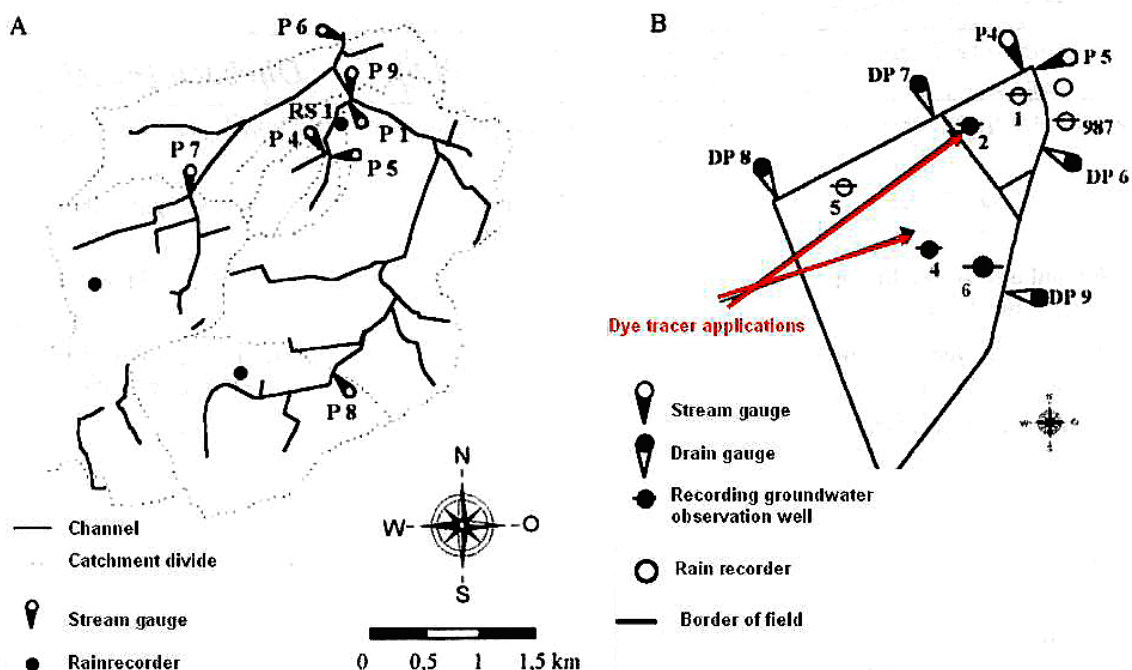 A
P 6
P 9
RS 1
P 4
P 1
P 5
P 7
P 8
Channel
Catchment divide
Stream gauge
Rainrecorder
N
W
O
S
0 0,5 1 1,5 km
B
P4
P 5
DP 7
1
2
987
DP 8
DP 6
5
4
6
DP 9
Dye tracer applications
Stream gauge
Drain gauge
Recording groundwater
observation well
Rain recorder
Border of field
N
W
O
S